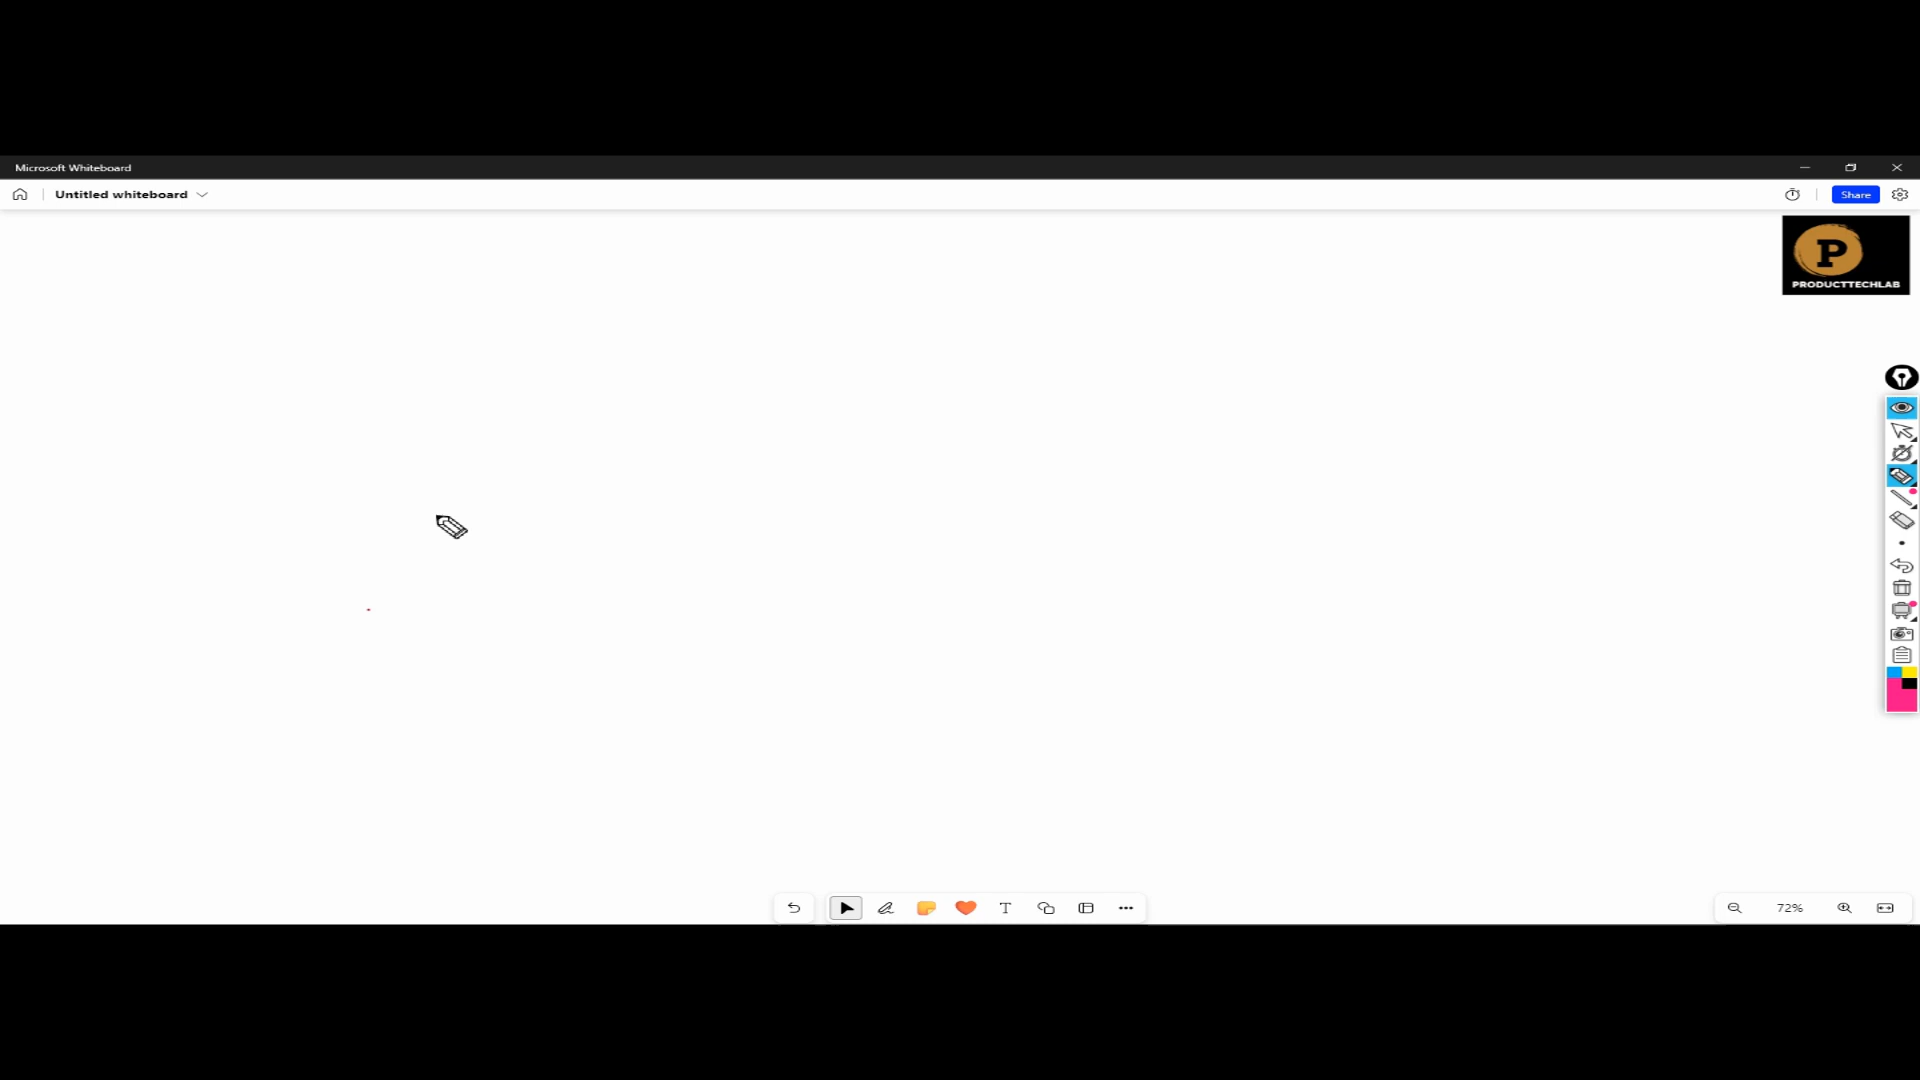 Microsoft Whiteboard
Untitled whiteboard
Share
P
PRODUCTTECHLAB
T
72%